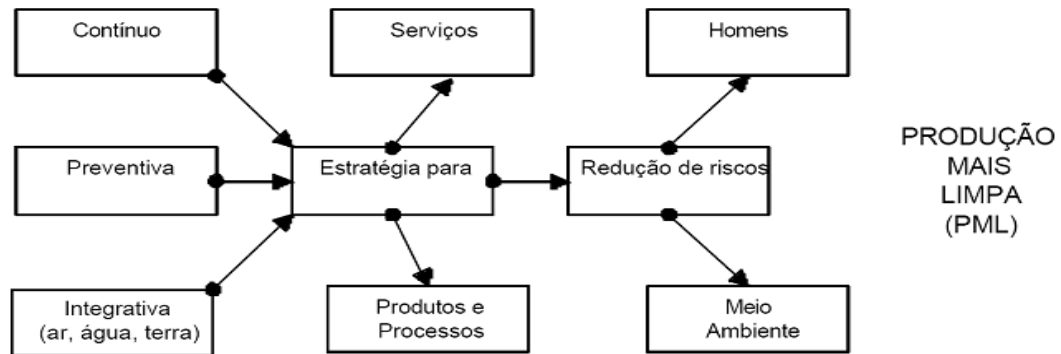 Contínuo
Serviços
Homens
Preventiva
Estratégia para
Redução de riscos
PRODUÇÃO
MAIS
LIMPA
(PML)
Integrativa
(ar, água, terra)
Produtos e
Processos
Meio
Ambiente